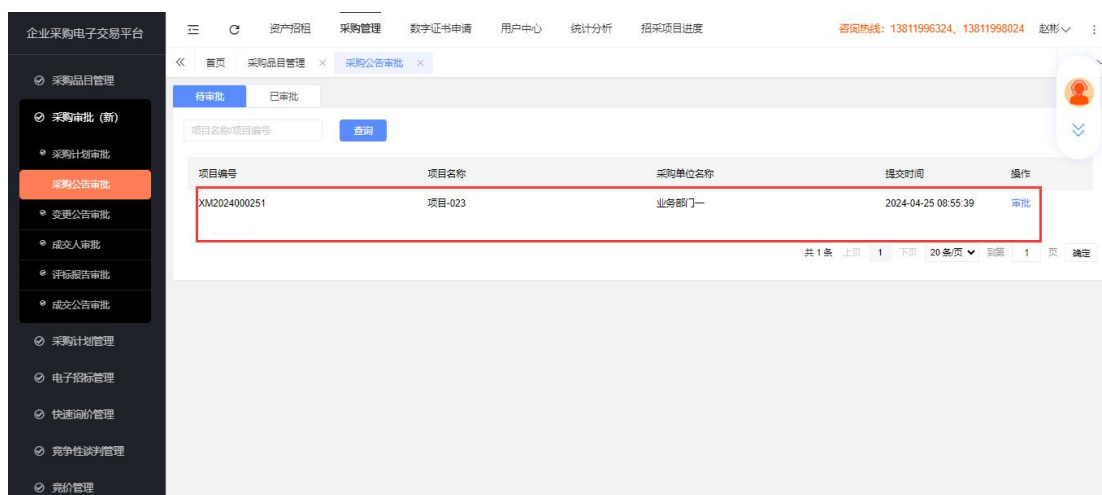 企业采购电子交易平台
资产招租 采购管理 数字证书申请 用户中心 统计分析 招采项目进度 咨询热线：13811996324、13811998024 赵彬
首页 采购品目管理 × 采购公告审批 ×
采购品目管理
采购审批（新）
采购计划审批
采购公告审批
变更公告审批
成交人审批
评标报告审批
成交公告审批
采购计划管理
电子招标管理
快速询价管理
竞争性谈判管理
竞价管理
待审批 已审批
项目名称/项目编号 查询
项目编号 项目名称 采购单位名称 提交时间 操作
XM2024000251 项目-023 业务部门一 2024-04-25 08:55:39 审批
共 1 条 上页 1 下页 20 条/页 到第 1 页 确定